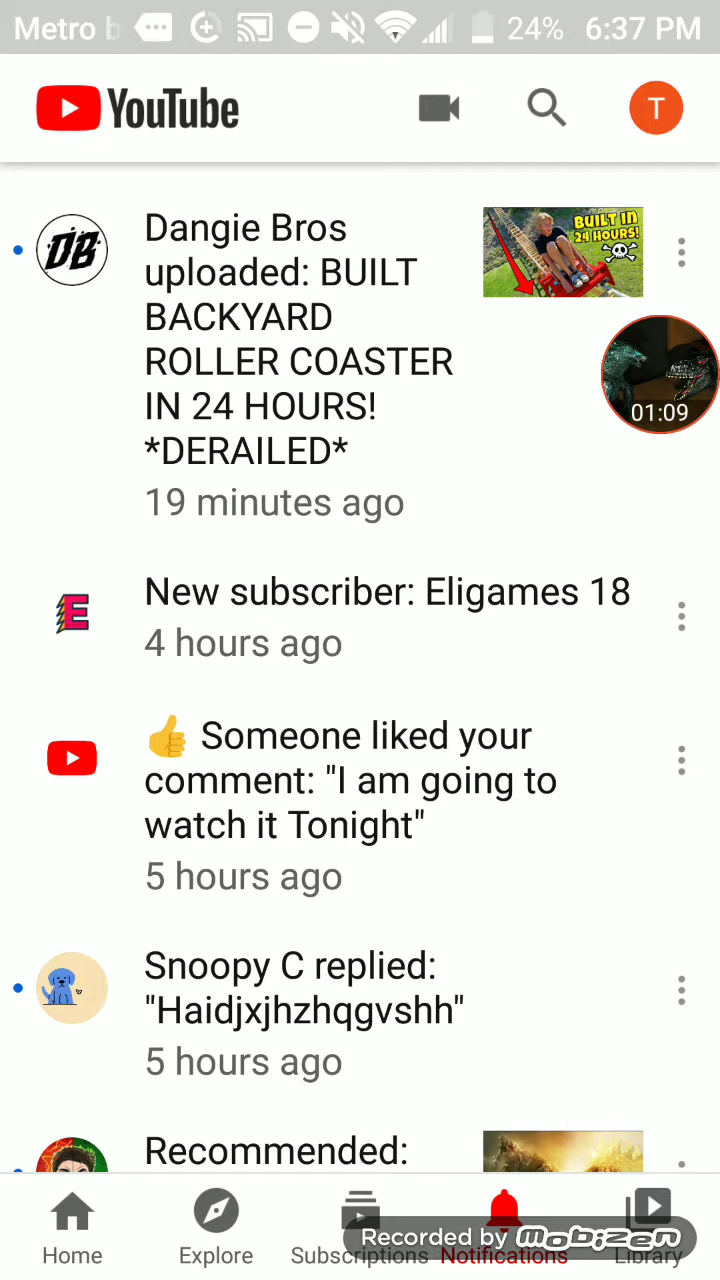 Metro 24% 6:37 PM
YouTube
T
DB
Dangie Bros
uploaded: BUILT
BACKYARD
ROLLER COASTER
IN 24 HOURS!
*DERAILED*
19 minutes ago
BUILT IN
24 HOURS!
01:09
E
New subscriber: Eligames 18
4 hours ago
👍 Someone liked your
comment: "I am going to
watch it Tonight"
5 hours ago
Snoopy C replied:
"Haidjxjhzhqgvshh"
5 hours ago
Recommended:
Recorded by mobizen
Home Explore Subscriptions Notifications Library